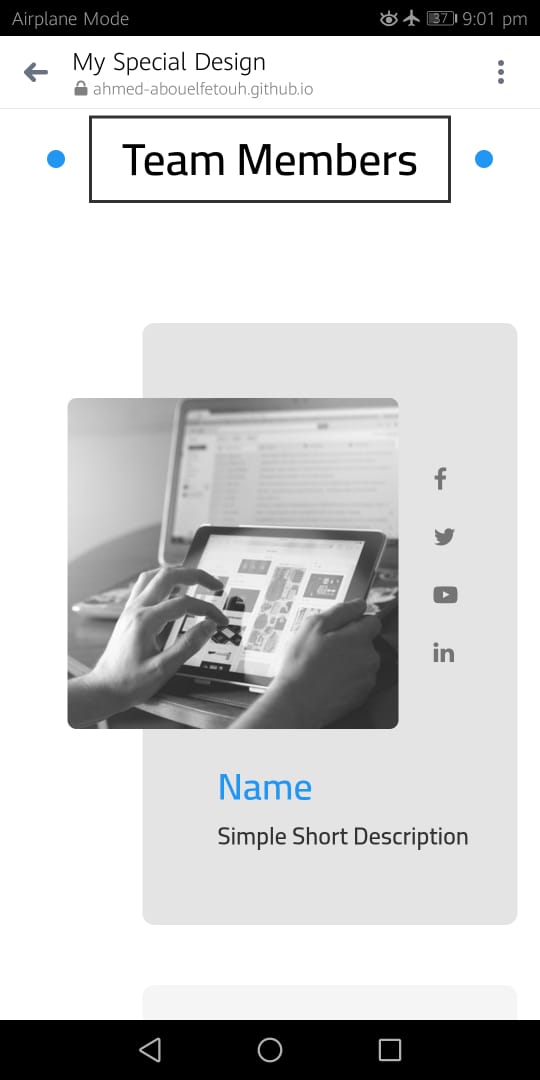 Airplane Mode
37 9:01 pm
My Special Design
ahmed-abouelfetouh.github.io
Team Members
f
in
Name
Simple Short Description